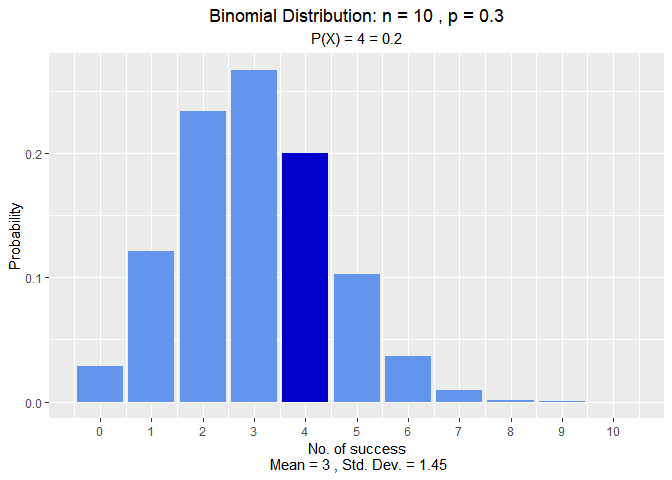 Binomial Distribution: n = 10 , p = 0.3
P(X) = 4 = 0.2
Probability
0.2
0.1
0.0
0 1 2 3 4 5 6 7 8 9 10
No. of success
Mean = 3 , Std. Dev. = 1.45